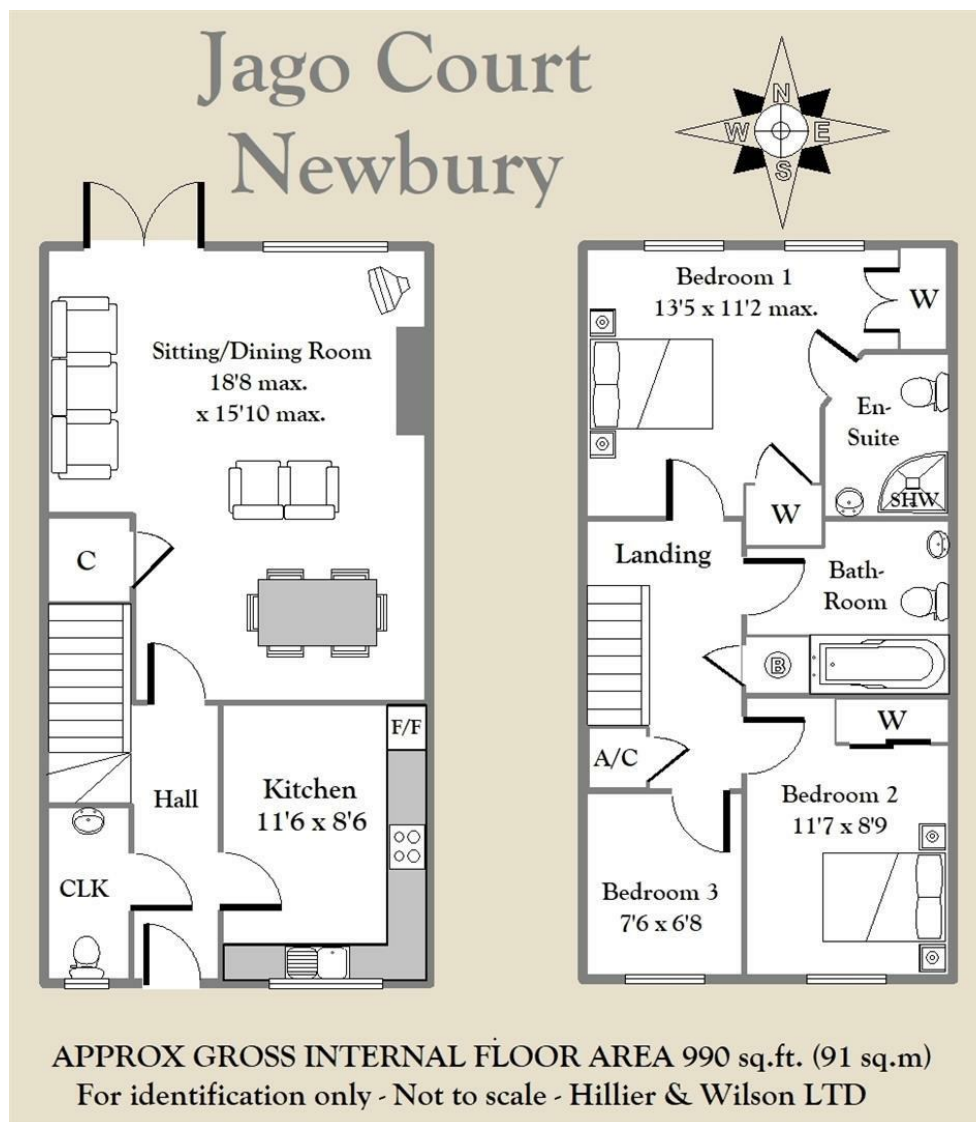 Jago Court
Newbury
N
W
E
S
Sitting/Dining Room
18'8 max.
x 15'10 max.
C
F/F
Kitchen
11'6 x 8'6
Hall
CLK
Bedroom 1
13'5 x 11'2 max.
W
En-
Suite
SHW
W
Landing
Bath-
Room
B
W
A/C
Bedroom 2
11'7 x 8'9
Bedroom 3
7'6 x 6'8
APPROX GROSS INTERNAL FLOOR AREA 990 sq.ft. (91 sq.m)
For identification only - Not to scale - Hillier & Wilson LTD